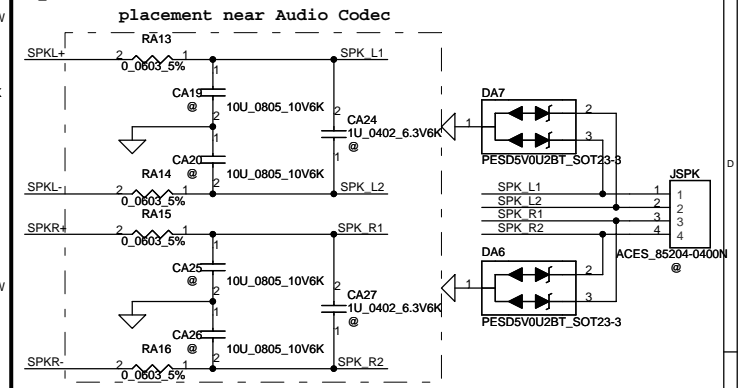 placement near Audio Codec
W
RA13
SPKL+
2
1
SPK_L1
0_0603_5%
1
CA19
@
10U_0805_10V6K
2
2
CA24
1U_0402_6.3V6K
@
1
1
CA20
@
10U_0805_10V6K
2
RA14
SPKL-
2
1
SPK_L2
0_0603_5%
RA15
SPKR+
2
1
SPK_R1
0_0603_5%
1
CA25
@
10U_0805_10V6K
2
2
CA27
1U_0402_6.3V6K
@
1
1
CA26
@
10U_0805_10V6K
2
RA16
SPKR-
2
1
SPK_R2
0_0603_5%
W
DA7
1
2
3
PESD5V0U2BT_SOT23-3
SPK_L1
SPK_L2
SPK_R1
SPK_R2
JSPK
1
2
3
4
1
2
3
4
ACES_85204-0400N
@
DA6
1
2
3
PESD5V0U2BT_SOT23-3
D